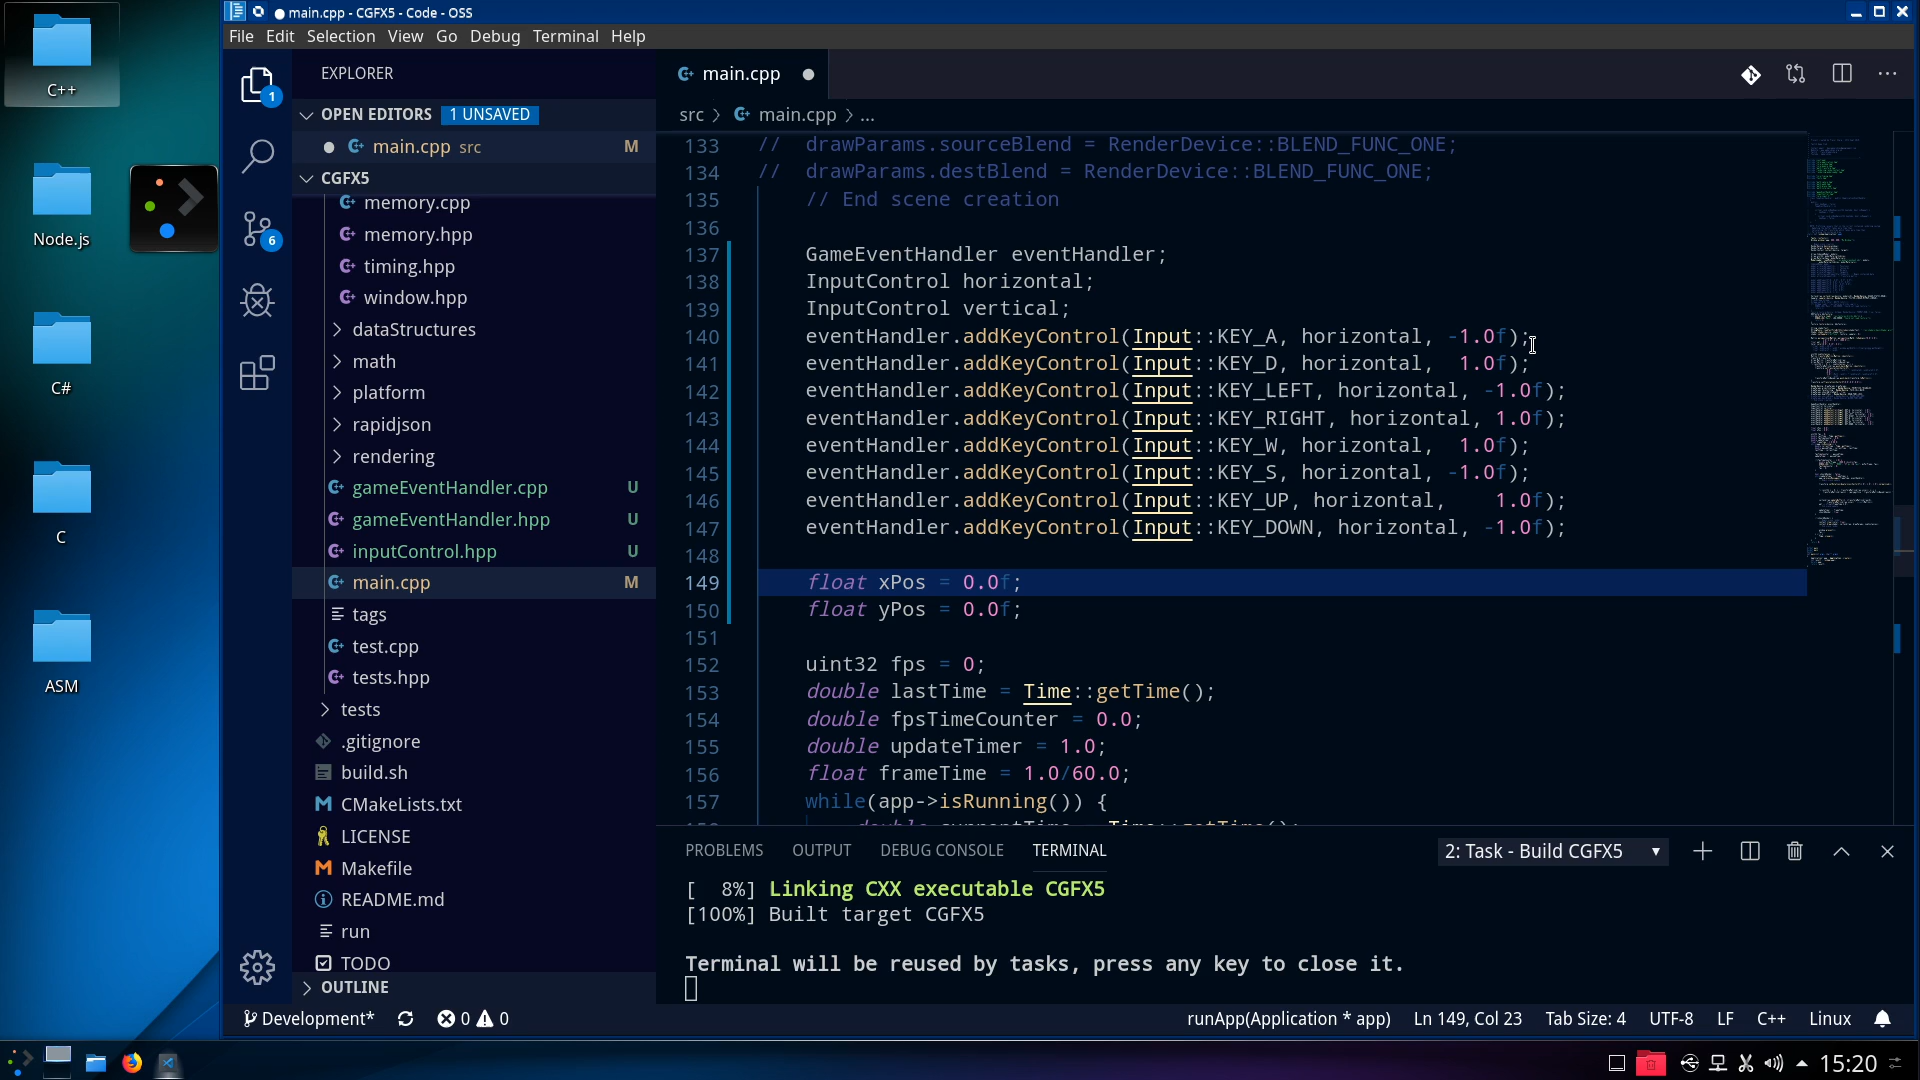 main.cpp - CGFX5 - Code - OSS
File Edit Selection View Go Debug Terminal Help
C++
Node.js
C#
C
ASM
EXPLORER
OPEN EDITORS 1 UNSAVED
main.cpp src M
CGFX5
memory.cpp
memory.hpp
timing.hpp
window.hpp
dataStructures
math
platform
rapidjson
rendering
gameEventHandler.cpp U
gameEventHandler.hpp U
inputControl.hpp U
main.cpp M
tags
test.cpp
tests.hpp
tests
.gitignore
build.sh
CMakeLists.txt
LICENSE
Makefile
README.md
run
TODO
OUTLINE
1
6
main.cpp
src > main.cpp > ...
133 // drawParams.sourceBlend = RenderDevice::BLEND_FUNC_ONE;
134 // drawParams.destBlend = RenderDevice::BLEND_FUNC_ONE;
135 // End scene creation
136
137 GameEventHandler eventHandler;
138 InputControl horizontal;
139 InputControl vertical;
140 eventHandler.addKeyControl(Input::KEY_A, horizontal, -1.0f);
141 eventHandler.addKeyControl(Input::KEY_D, horizontal,  1.0f);
142 eventHandler.addKeyControl(Input::KEY_LEFT, horizontal, -1.0f);
143 eventHandler.addKeyControl(Input::KEY_RIGHT, horizontal, 1.0f);
144 eventHandler.addKeyControl(Input::KEY_W, horizontal,  1.0f);
145 eventHandler.addKeyControl(Input::KEY_S, horizontal, -1.0f);
146 eventHandler.addKeyControl(Input::KEY_UP, horizontal,    1.0f);
147 eventHandler.addKeyControl(Input::KEY_DOWN, horizontal, -1.0f);
148
149 float xPos = 0.0f;
150 float yPos = 0.0f;
151
152 uint32 fps = 0;
153 double lastTime = Time::getTime();
154 double fpsTimeCounter = 0.0;
155 double updateTimer = 1.0;
156 float frameTime = 1.0/60.0;
157 while(app->isRunning()) {
PROBLEMS OUTPUT DEBUG CONSOLE TERMINAL 2: Task - Build CGFX5
[  8%] Linking CXX executable CGFX5
[100%] Built target CGFX5
Terminal will be reused by tasks, press any key to close it.
Development* 0 0 runApp(Application * app) Ln 149, Col 23 Tab Size: 4 UTF-8 LF C++ Linux
15:20